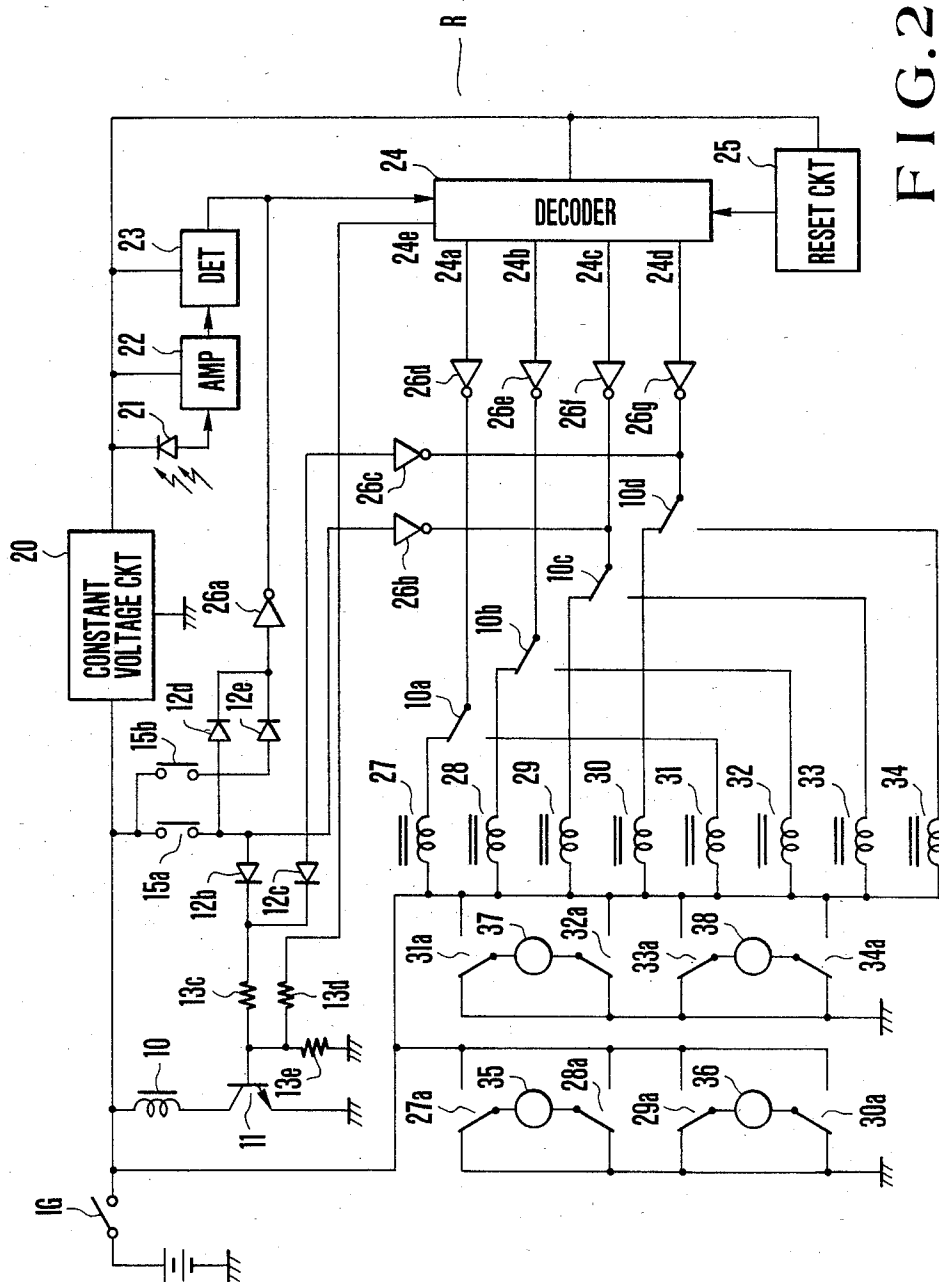 R
FIG.2
24
DECODER
24e
24a
24b
24c
24d
25
RESET CKT
23
DET
22
AMP
21
26d
26e
26f
26g
26c
26b
20
CONSTANT
VOLTAGE CKT
26a
10a
10b
10c
10d
12d
12e
15b
15a
12b
12c
27
28
29
30
31
32
33
34
13c
13d
13e
31a
37
32a
33a
38
34a
10
11
27a
35
28a
29a
36
30a
IG